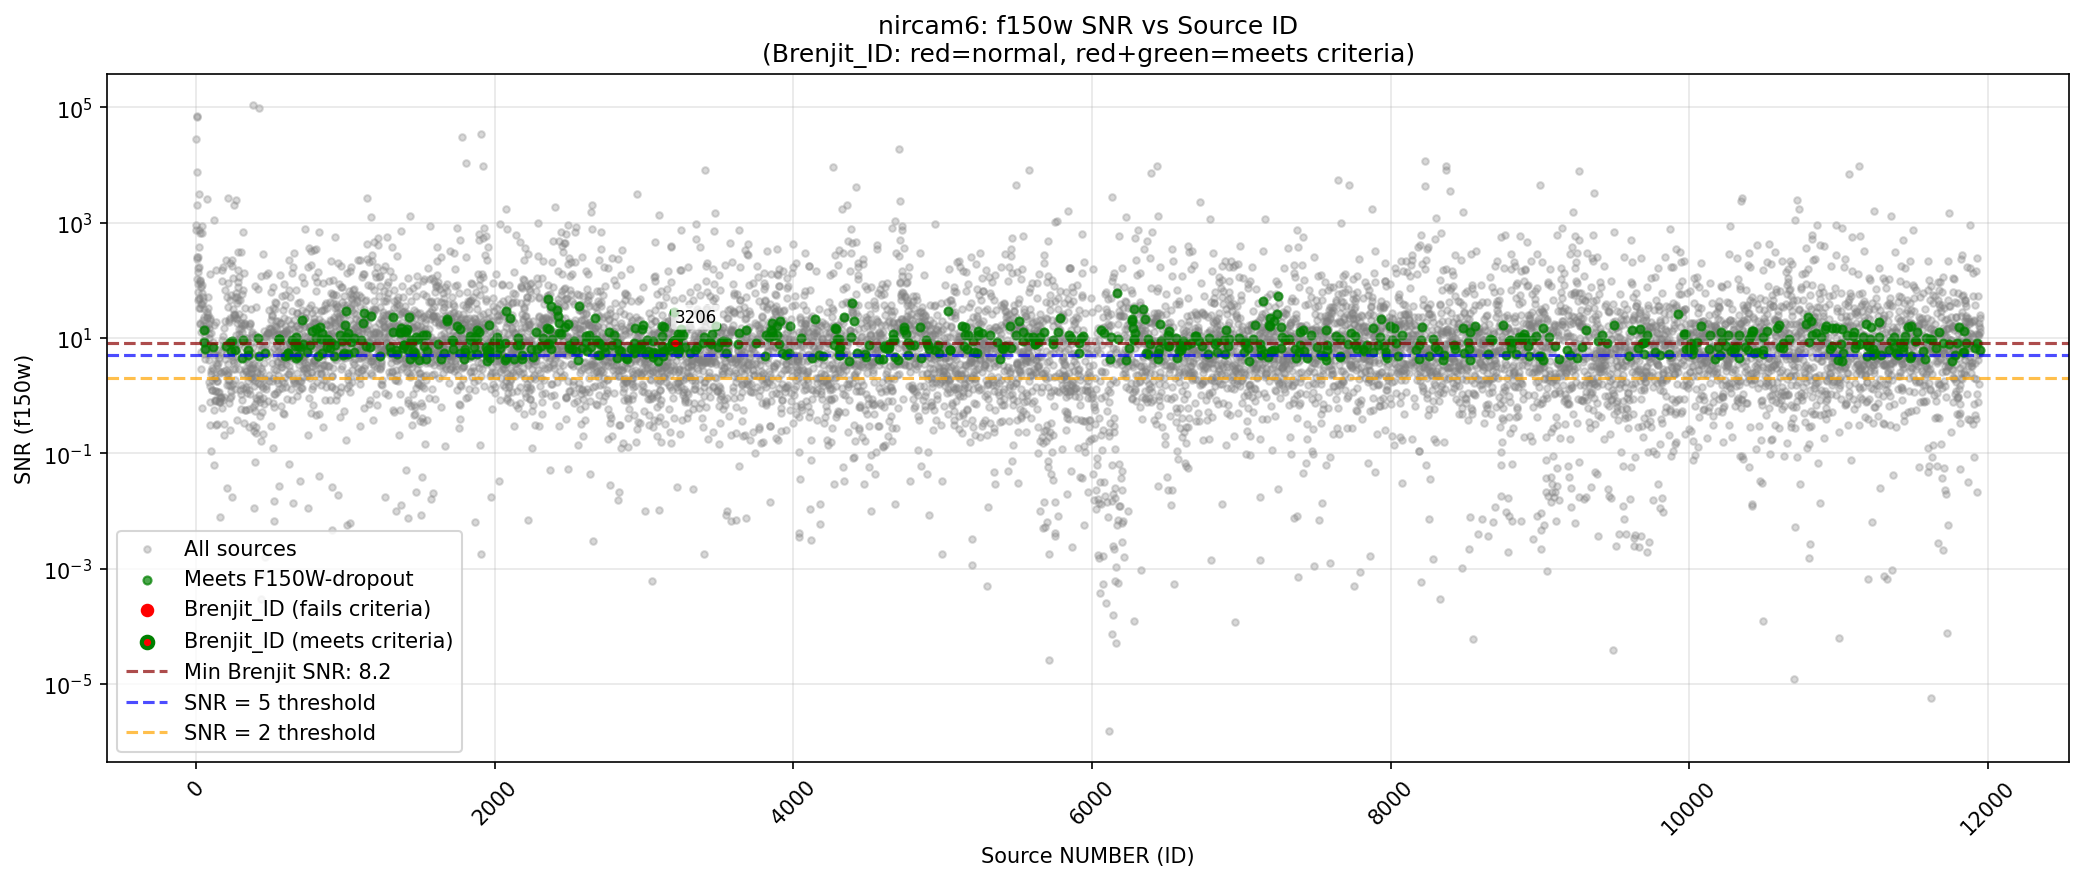 nircam6: f150w SNR vs Source ID
(Brenjit_ID: red=normal, red+green=meets criteria)
SNR (f150w)
10^5
10^3
10^1
10^−1
10^−3
10^−5
3206
All sources
Meets F150W-dropout
Brenjit_ID (fails criteria)
Brenjit_ID (meets criteria)
Min Brenjit SNR: 8.2
SNR = 5 threshold
SNR = 2 threshold
0
2000
4000
6000
8000
10000
12000
Source NUMBER (ID)